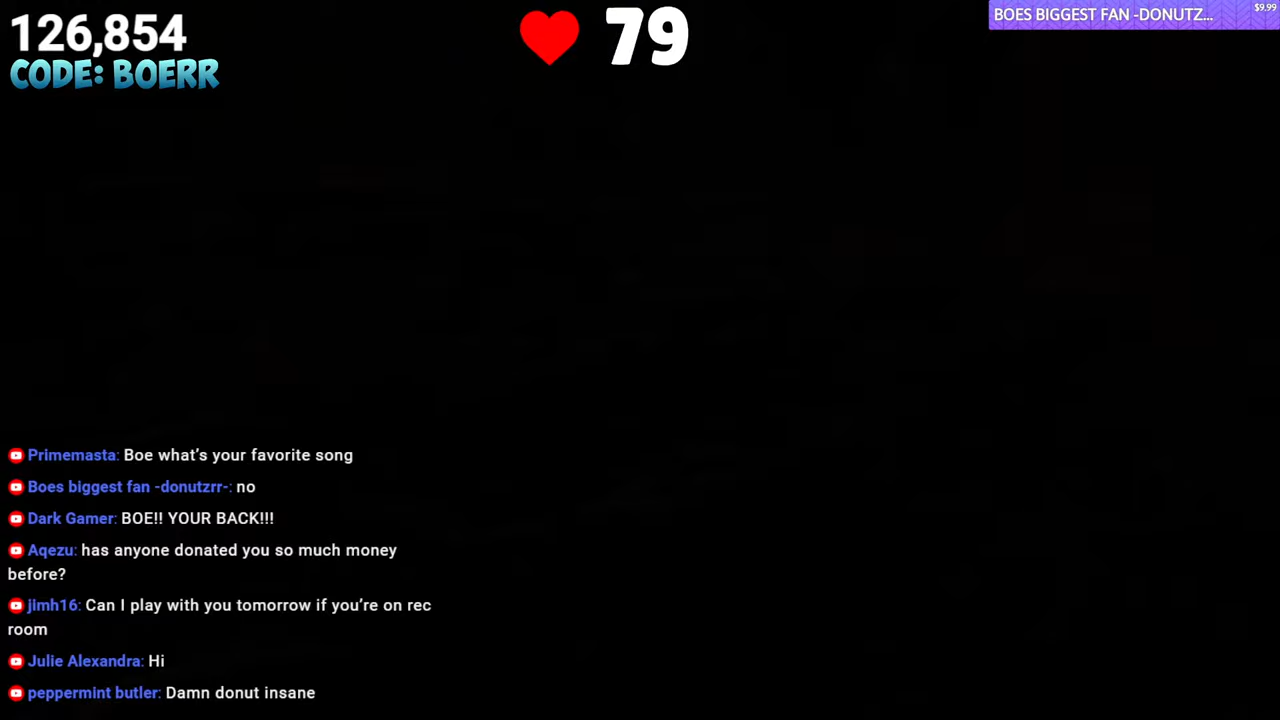 126,854
CODE: BOERR
79
BOES BIGGEST FAN -DONUTZ...
$9.99
Primemasta: Boe what's your favorite song
Boes biggest fan -donutzrr-: no
Dark Gamer: BOE!! YOUR BACK!!!
Aqezu: has anyone donated you so much money
before?
jimh16: Can I play with you tomorrow if you're on rec
room
Julie Alexandra: Hi
peppermint butler: Damn donut insane